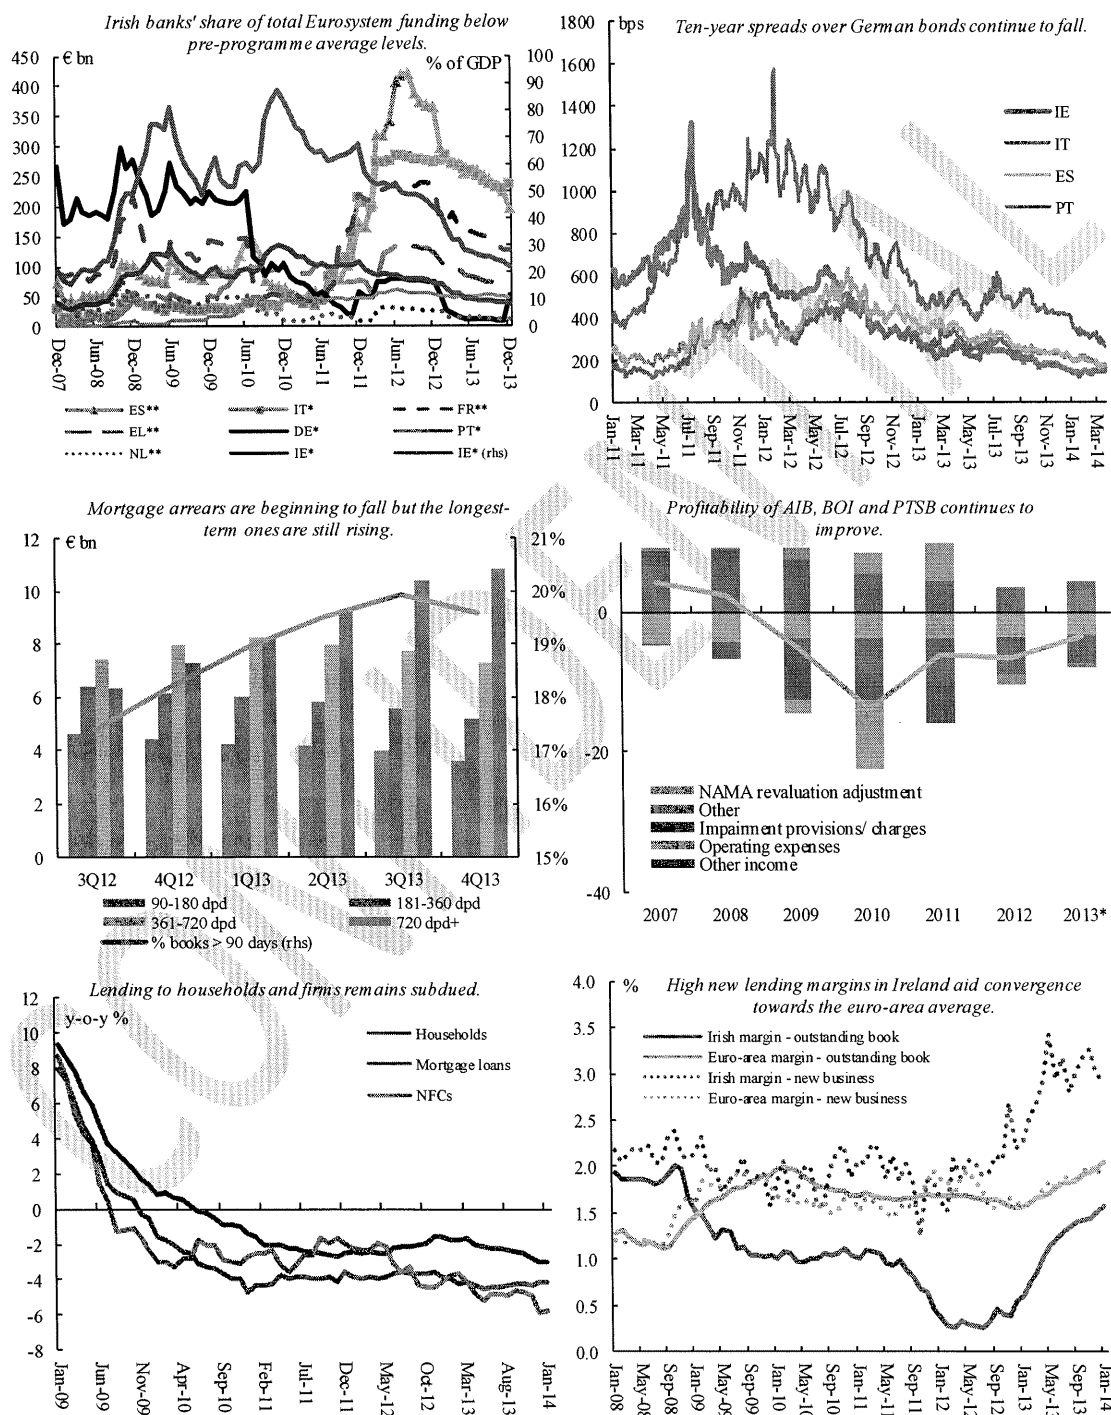 Irish banks' share of total Eurosystem funding below
pre-programme average levels.
€ bn
% of GDP
450
400
350
300
250
200
150
100
50
0
100
90
80
70
60
50
40
30
20
10
0
Dec-07
Jun-08
Dec-08
Jun-09
Dec-09
Jun-10
Dec-10
Jun-11
Dec-11
Jun-12
Dec-12
Jun-13
Dec-13
ES** IT* FR**
EL** DE* PT*
NL** IE* IE* (rhs)
Ten-year spreads over German bonds continue to fall.
bps
1800
1600
1400
1200
1000
800
600
400
200
0
IE
IT
ES
PT
Jan-11
Mar-11
May-11
Jul-11
Sep-11
Nov-11
Jan-12
Mar-12
May-12
Jul-12
Sep-12
Nov-12
Jan-13
Mar-13
May-13
Jul-13
Sep-13
Nov-13
Jan-14
Mar-14
Mortgage arrears are beginning to fall but the longest-
term ones are still rising.
€ bn
12
10
8
6
4
2
0
21%
20%
19%
18%
17%
16%
15%
3Q12 4Q12 1Q13 2Q13 3Q13 4Q13
90-180 dpd 181-360 dpd
361-720 dpd 720 dpd+
% books > 90 days (rhs)
Profitability of AIB, BOI and PTSB continues to
improve.
0
-20
-40
NAMA revaluation adjustment
Other
Impairment provisions/ charges
Operating expenses
Other income
2007 2008 2009 2010 2011 2012 2013*
Lending to households and firms remains subdued.
y-o-y %
12
10
8
6
4
2
0
-2
-4
-6
-8
Households
Mortgage loans
NFCs
Jan-09
Jun-09
Nov-09
Apr-10
Sep-10
Feb-11
Jul-11
Dec-11
May-12
Oct-12
Mar-13
Aug-13
Jan-14
High new lending margins in Ireland aid convergence
towards the euro-area average.
%
4.0
3.5
3.0
2.5
2.0
1.5
1.0
0.5
0.0
Irish margin - outstanding book
Euro-area margin - outstanding book
Irish margin - new business
Euro-area margin - new business
Jan-08
May-08
Sep-08
Jan-09
May-09
Sep-09
Jan-10
May-10
Sep-10
Jan-11
May-11
Sep-11
Jan-12
May-12
Sep-12
Jan-13
May-13
Sep-13
Jan-14
CONFIDENTIAL